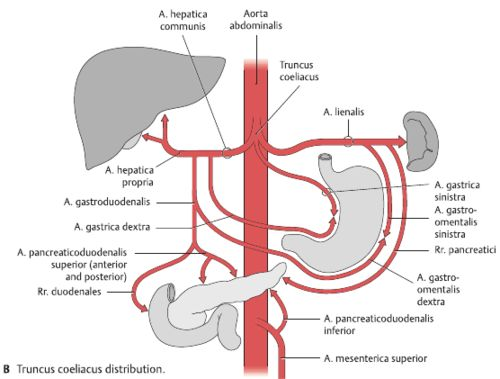 A. hepatica
communis
Aorta
abdominalis
Truncus
coeliacus
A. lienalis
A. hepatica
propria
A. gastroduodenalis
A. gastrica dextra
A. pancreaticoduodenalis
superior (anterior
and posterior)
Rr. duodenales
A. gastrica
sinistra
A. gastro-
omentalis
sinistra
Rr. pancreatici
A. gastro-
omentalis
dextra
A. pancreaticoduodenalis
inferior
A. mesenterica superior
B Truncus coeliacus distribution.